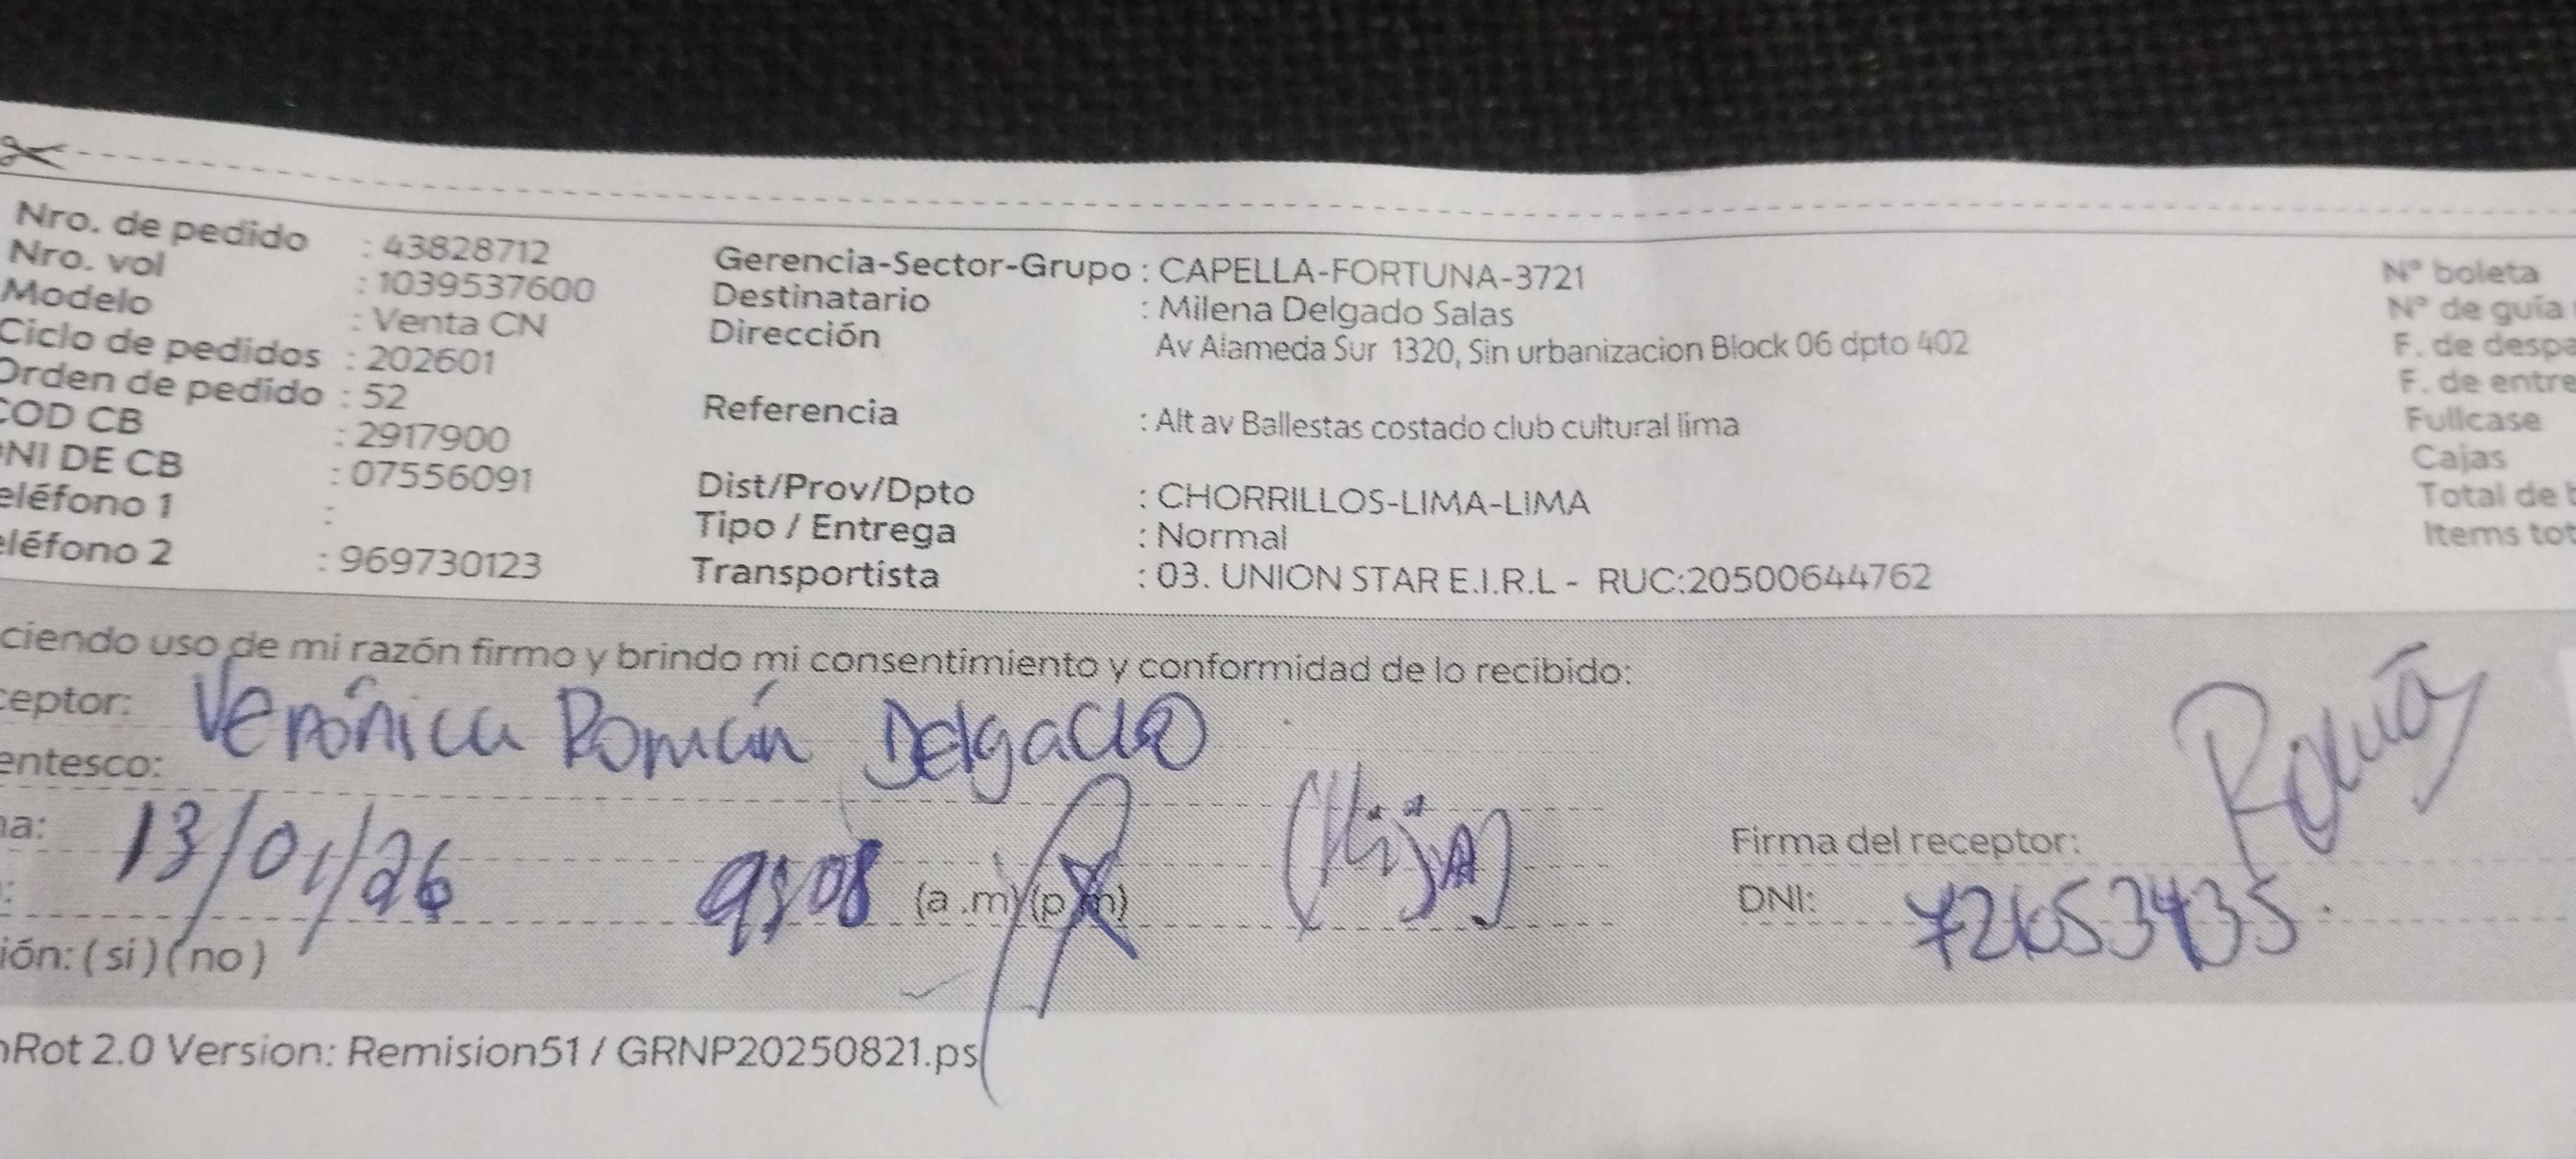 Nro. de pedido : 43828712
Nro. vol : 1039537600
Modelo : Venta CN
Ciclo de pedidos : 202601
Orden de pedido : 52
COD CB : 2917900
NI DE CB : 07556091
eléfono 1 :
eléfono 2 : 969730123
Gerencia-Sector-Grupo : CAPELLA-FORTUNA-3721
Destinatario : Milena Delgado Salas
Dirección Av Alameda Sur 1320, Sin urbanizacion Block 06 dpto 402
Referencia : Alt av Ballestas costado club cultural lima
Dist/Prov/Dpto : CHORRILLOS-LIMA-LIMA
Tipo / Entrega : Normal
Transportista : 03. UNION STAR E.I.R.L - RUC:20500644762
N° boleta
N° de guía
F. de despa
F. de entre
Fullcase
Cajas
Total de
Items tot
ciendo uso de mi razón firmo y brindo mi consentimiento y conformidad de lo recibido:
ceptor: Verónica Román Delgado
entesco: (Hija)
na: 13/01/26
: 9:08 (a .m) (p m)
ión: ( si ) ( no )
Firma del receptor: Román
DNI: 72653435
nRot 2.0 Version: Remision51 / GRNP20250821.ps